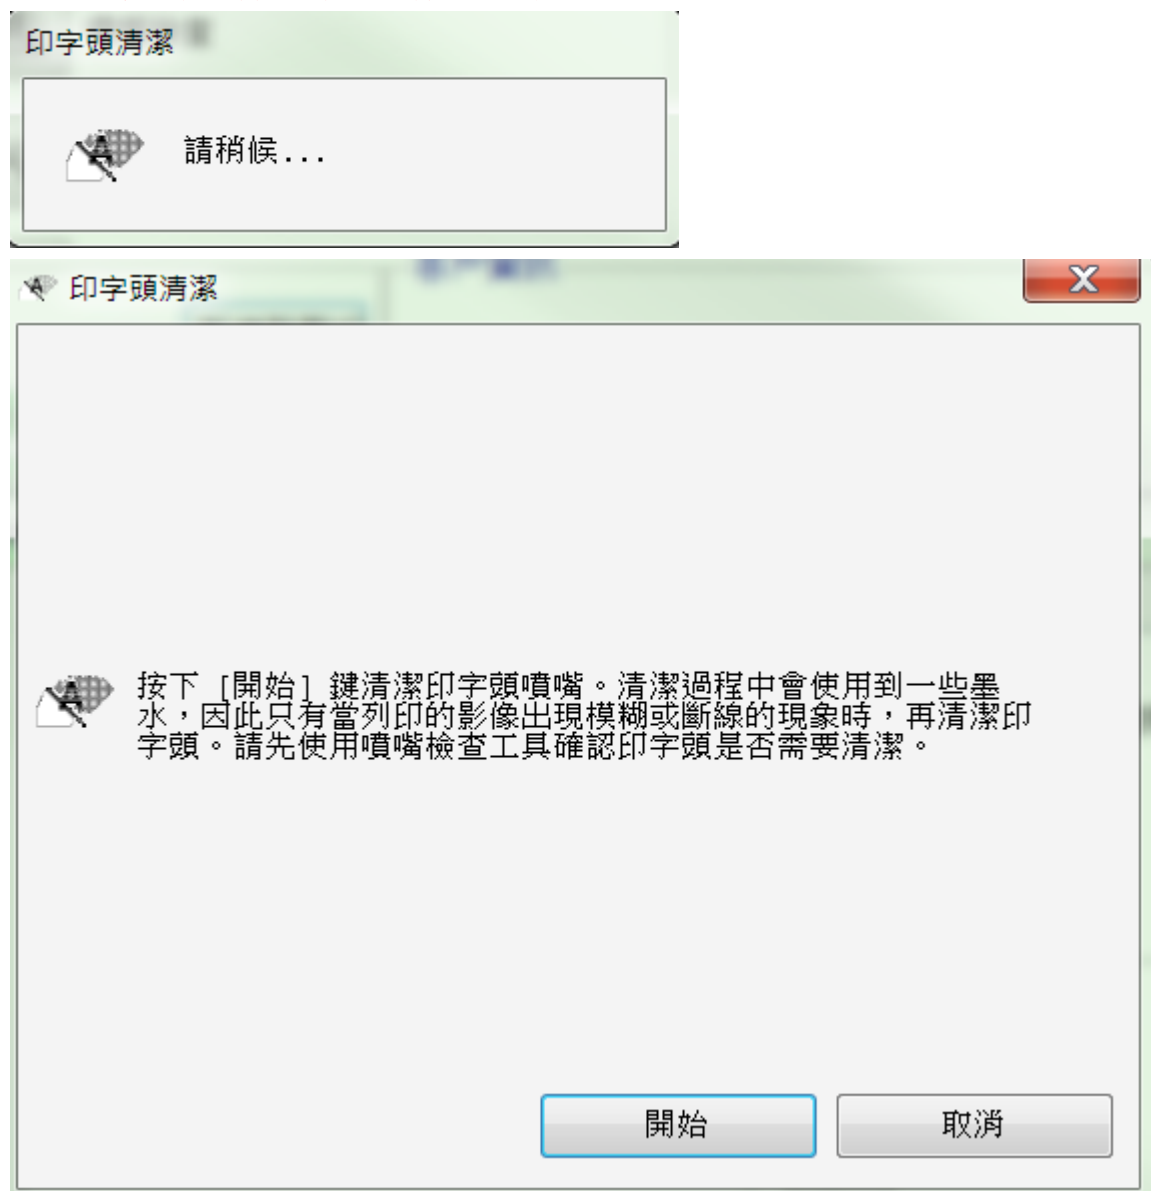 印字頭清潔
請稍候...
印字頭清潔
按下 [開始] 鍵清潔印字頭噴嘴。清潔過程中會使用到一些墨
水，因此只有當列印的影像出現模糊或斷線的現象時，再清潔印
字頭。請先使用噴嘴檢查工具確認印字頭是否需要清潔。
開始
取消